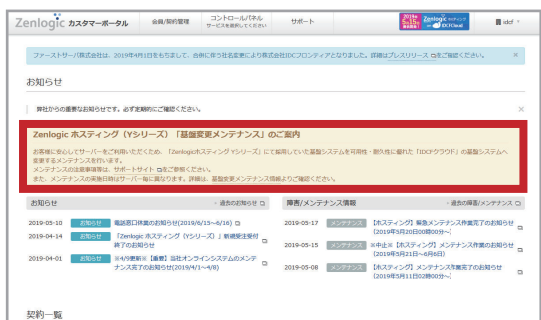 Zenlogic カスタマーポータル
会員/契約管理
コントロールパネル
サービスを選択してください
サポート
idcf
ファーストサーバ株式会社は、2019年4月1日をもちまして、合併に伴う社名変更により株式会社IDCフロンティアとなりました。詳細はプレスリリース をご確認ください。 ×
お知らせ
弊社からの重要なお知らせです。必ず定期的にご確認ください。 ×
Zenlogic ホスティング（Yシリーズ）「基盤変更メンテナンス」のご案内
お客様に安心してサーバーをご利用いただくため、「Zenlogicホスティング Yシリーズ」にて採用していた基盤システムを可用性・耐久性に優れた「IDCFクラウド」の基盤システムへ
変更するメンテナンスを行います。
メンテナンスの注意事項等は、サポートサイト をご参照ください。
また、メンテナンスの実施日時はサーバー毎に異なります。詳細は、基盤変更メンテナンス情報よりご確認ください。
お知らせ
過去のお知らせ
2019-05-10 お知らせ 電話窓口休業のお知らせ(2019/6/15～6/16)
2019-04-14 お知らせ 「Zenlogic ホスティング（Yシリーズ）」新規受注受付
終了のお知らせ
2019-04-01 お知らせ ※4/9更新※【重要】当社オンラインシステムのメンテ
ナンス完了のお知らせ(2019/4/1～4/8)
障害/メンテナンス情報
過去の障害/メンテナンス
2019-05-17 メンテナンス 【ホスティング】緊急メンテナンス作業完了のお知らせ
(2019年5月20日00時00分～
2019-05-15 メンテナンス ※中止※【ホスティング】メンテナンス作業のお知らせ
(2019年5月21日～6月6日)
2019-05-08 メンテナンス 【ホスティング】メンテナンス作業完了のお知らせ
(2019年5月11日02時00分～
契約一覧